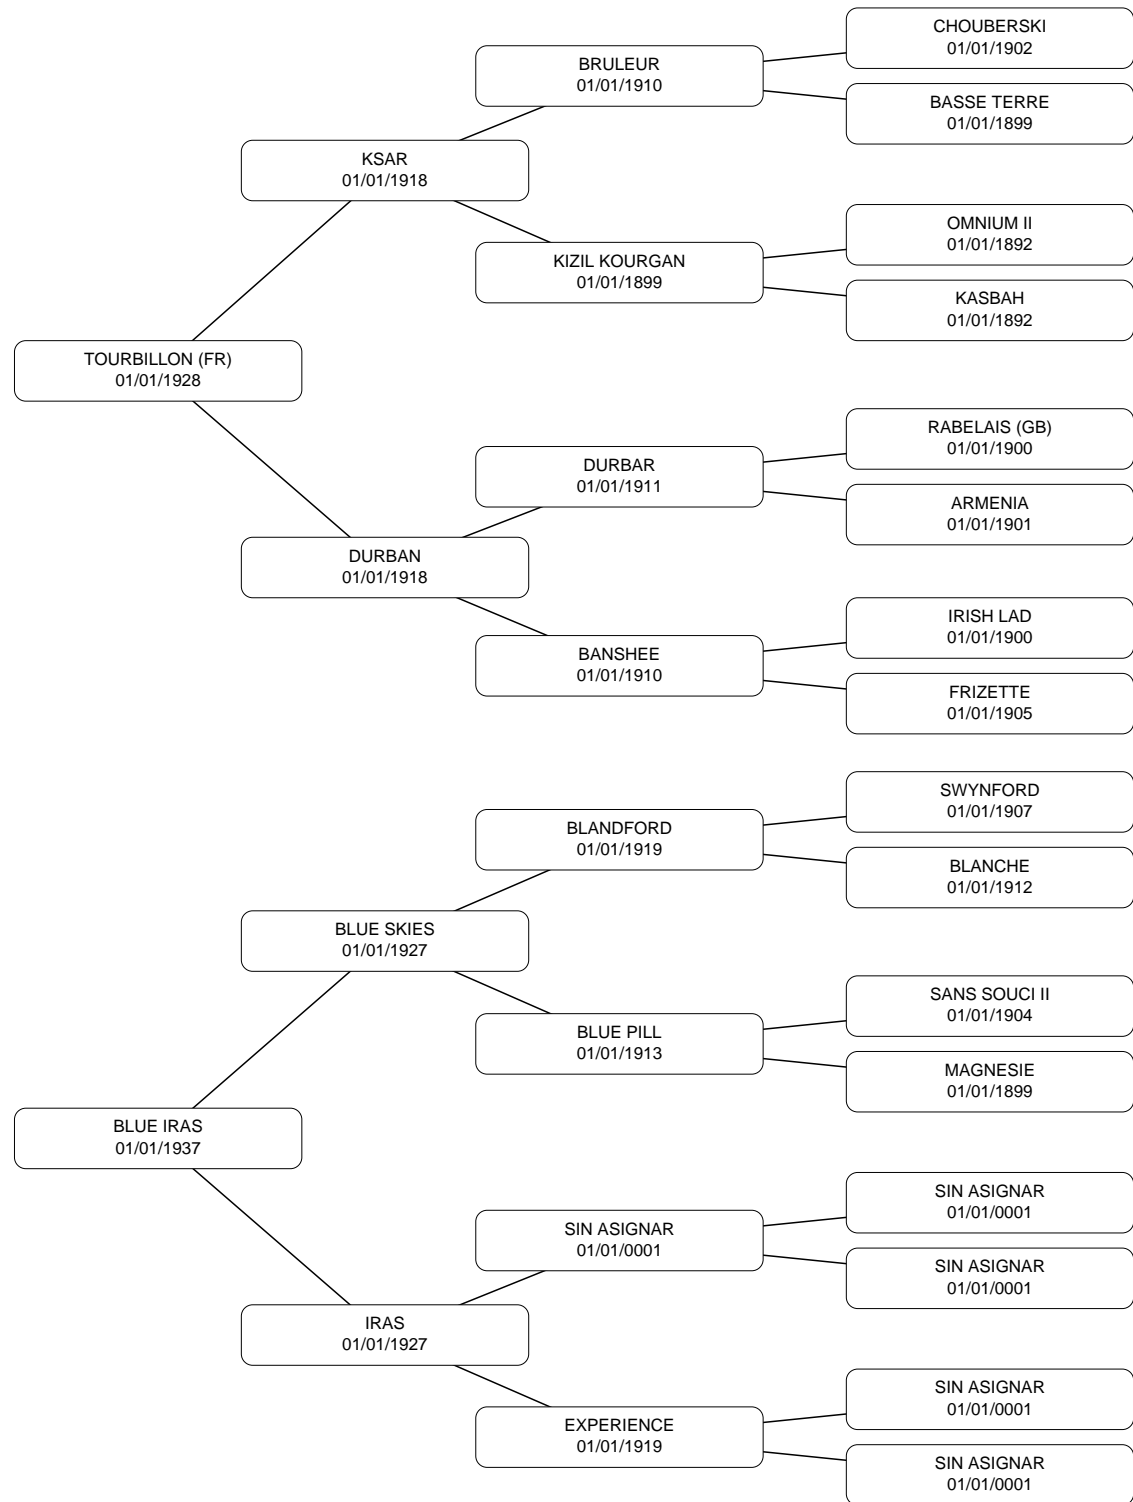 CHOUBERSKI
01/01/1902
BRULEUR
01/01/1910
BASSE TERRE
01/01/1899
KSAR
01/01/1918
OMNIUM II
01/01/1892
KIZIL KOURGAN
01/01/1899
KASBAH
01/01/1892
TOURBILLON (FR)
01/01/1928
RABELAIS (GB)
01/01/1900
DURBAR
01/01/1911
ARMENIA
01/01/1901
DURBAN
01/01/1918
IRISH LAD
01/01/1900
BANSHEE
01/01/1910
FRIZETTE
01/01/1905
SWYNFORD
01/01/1907
BLANDFORD
01/01/1919
BLANCHE
01/01/1912
BLUE SKIES
01/01/1927
SANS SOUCI II
01/01/1904
BLUE PILL
01/01/1913
MAGNESIE
01/01/1899
BLUE IRAS
01/01/1937
SIN ASIGNAR
01/01/0001
SIN ASIGNAR
01/01/0001
SIN ASIGNAR
01/01/0001
IRAS
01/01/1927
SIN ASIGNAR
01/01/0001
EXPERIENCE
01/01/1919
SIN ASIGNAR
01/01/0001